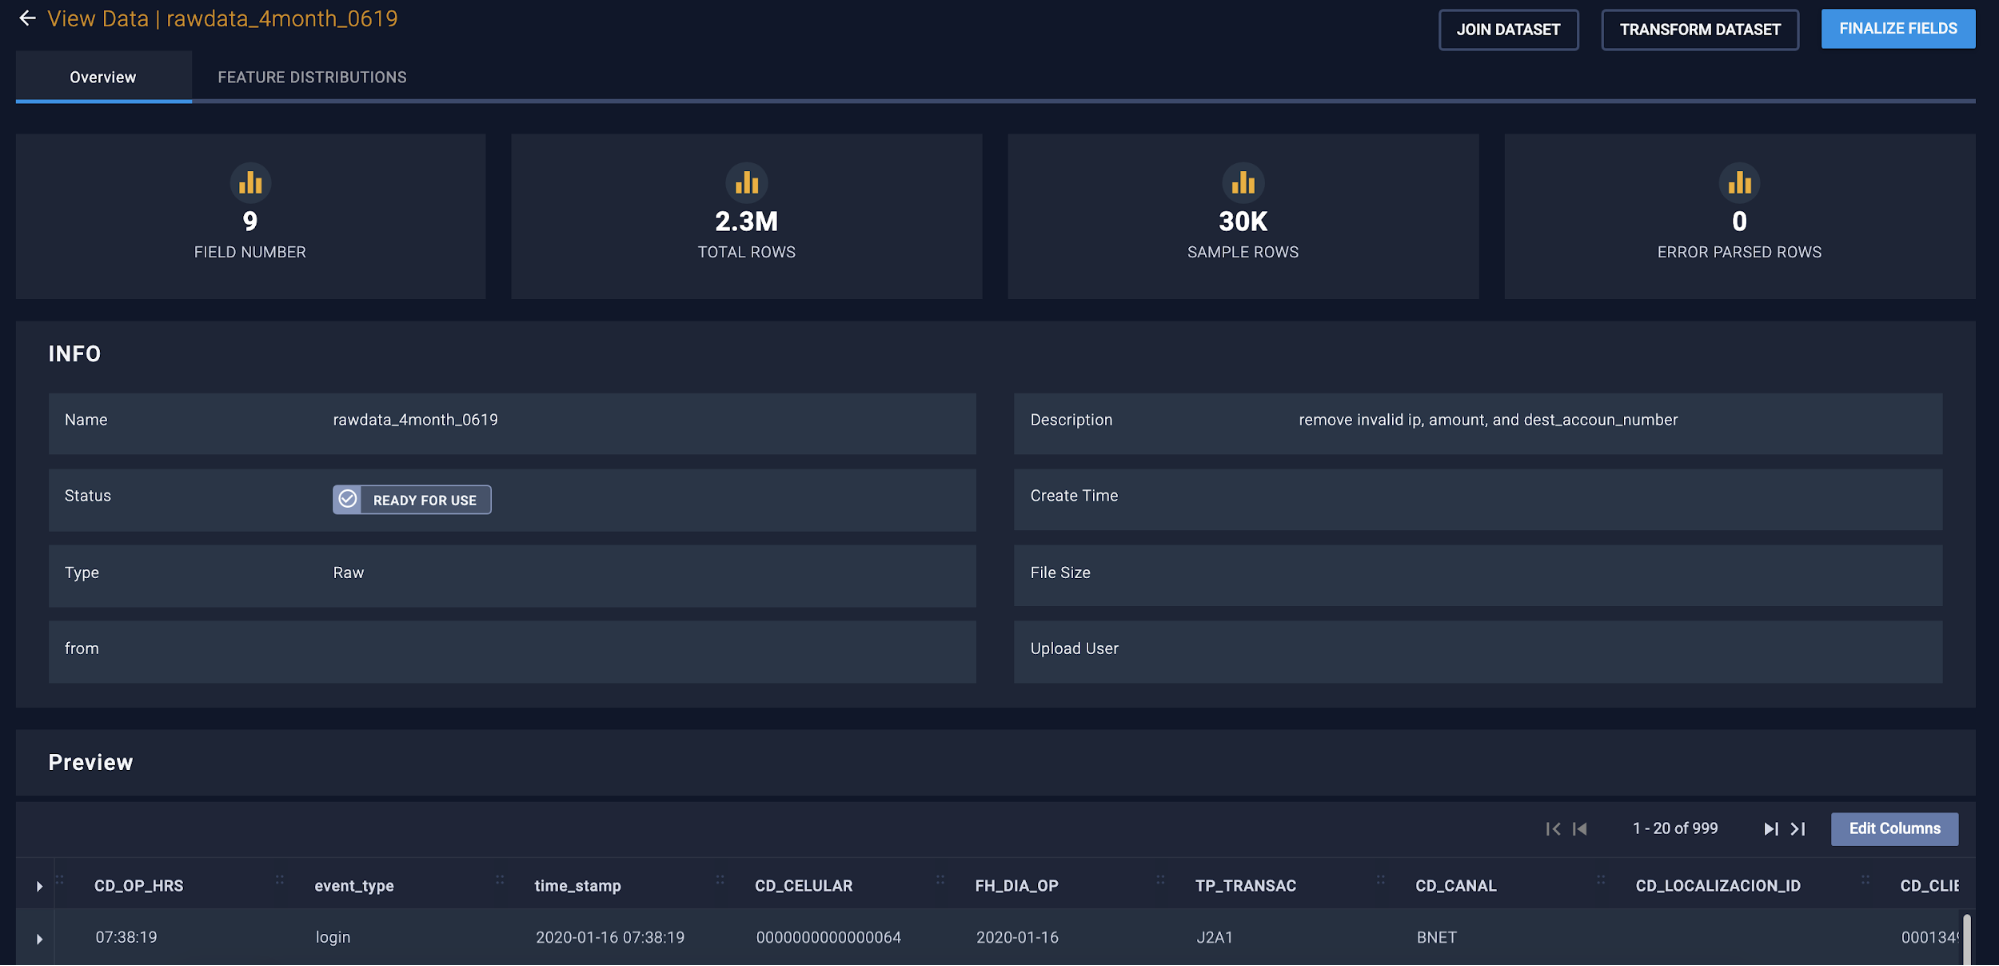 View Data | rawdata_4month_0619
JOIN DATASET
TRANSFORM DATASET
FINALIZE FIELDS
Overview
FEATURE DISTRIBUTIONS
9
FIELD NUMBER
2.3M
TOTAL ROWS
30K
SAMPLE ROWS
0
ERROR PARSED ROWS
INFO
Name rawdata_4month_0619
Description remove invalid ip, amount, and dest_accoun_number
Status READY FOR USE
Create Time
Type Raw
File Size
from
Upload User
Preview
1 - 20 of 999
Edit Columns
CD_OP_HRS event_type time_stamp CD_CELULAR FH_DIA_OP TP_TRANSAC CD_CANAL CD_LOCALIZACION_ID CD_CLIE
07:38:19 login 2020-01-16 07:38:19 0000000000000064 2020-01-16 J2A1 BNET 000134